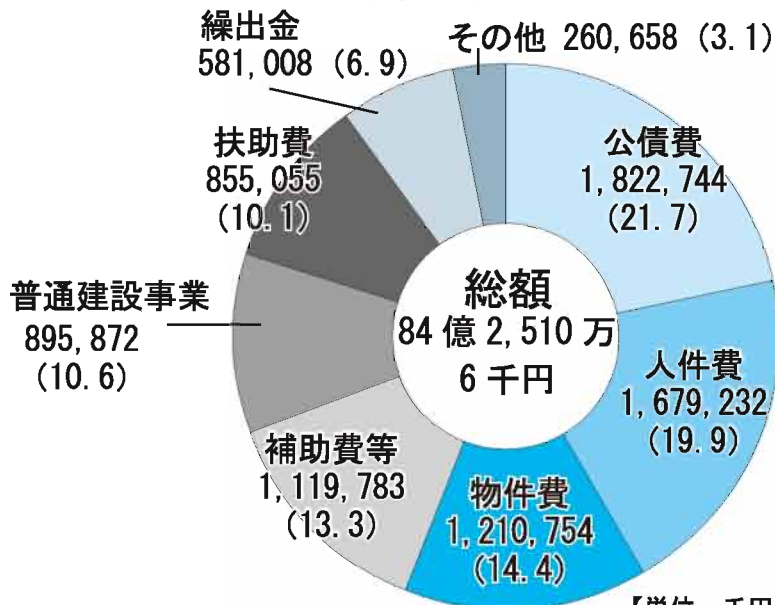 繰出金
581,008 (6.9)
その他 260,658 (3.1)
公債費
1,822,744
(21.7)
扶助費
855,055
(10.1)
総額
84億2,510万
6千円
普通建設事業
895,872
(10.6)
人件費
1,679,232
(19.9)
補助費等
1,119,783
(13.3)
物件費
1,210,754
(14.4)
【単位 千円